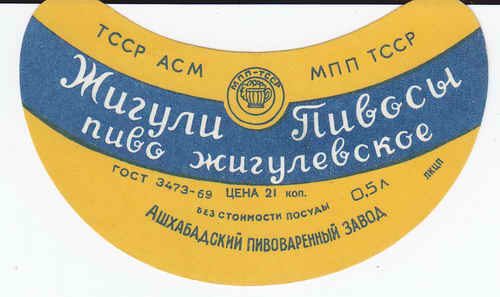 ТССР АСМ
МПП-ТССР
МПП ТССР
Жигули Пивосы
пиво жигулевское
ГОСТ 3473-69 ЦЕНА 21 коп. 0,5л
ЛКЦП
БЕЗ СТОИМОСТИ ПОСУДЫ
АШХАБАДСКИЙ ПИВОВАРЕННЫЙ ЗАВОД